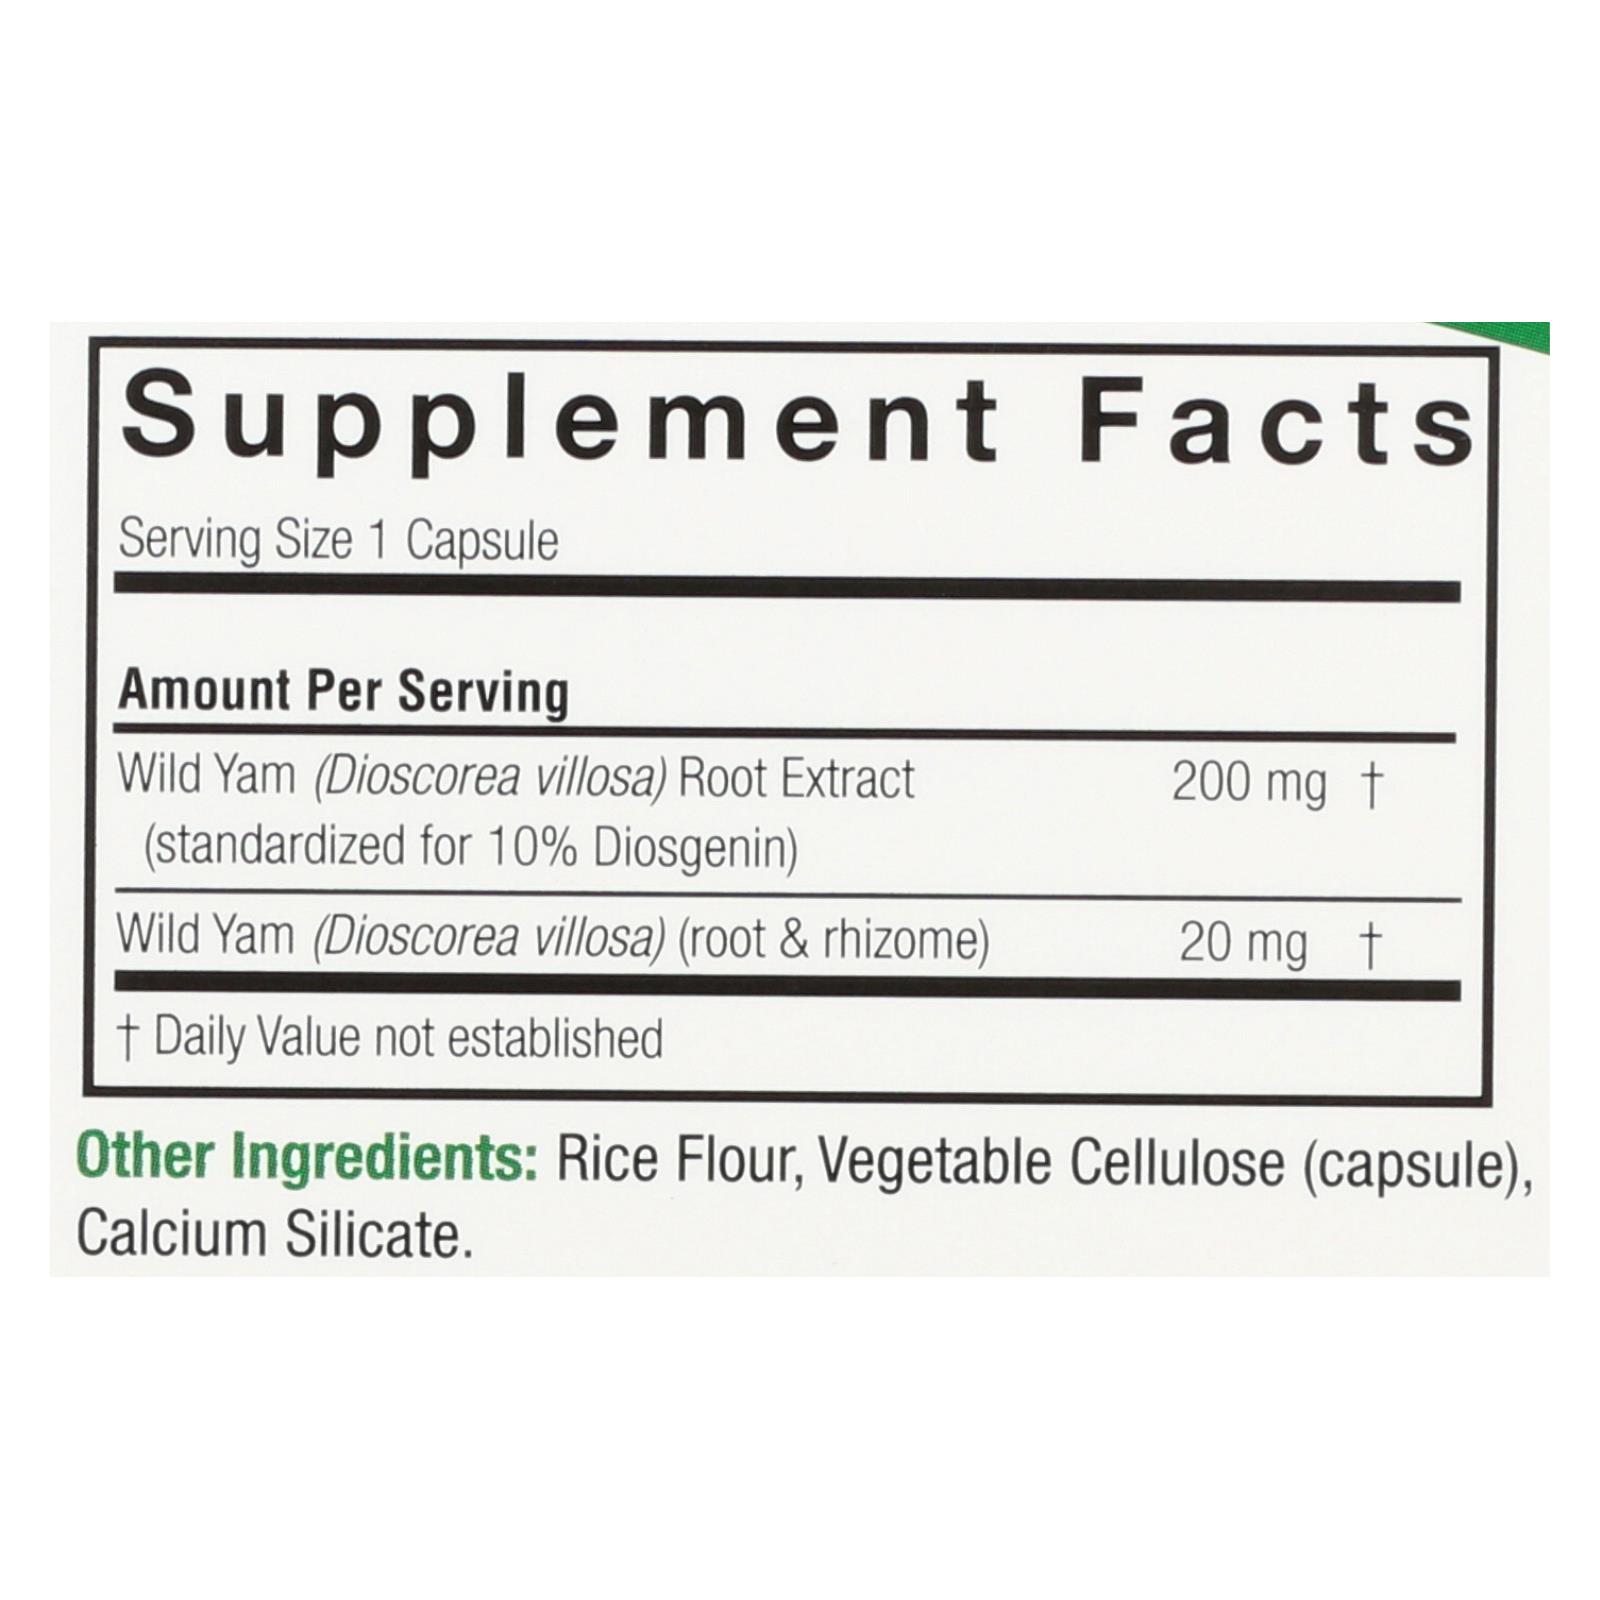 Supplement Facts
Serving Size 1 Capsule
Amount Per Serving
Wild Yam (Dioscorea villosa) Root Extract 200 mg †
(standardized for 10% Diosgenin)
Wild Yam (Dioscorea villosa) (root & rhizome) 20 mg †
† Daily Value not established
Other Ingredients: Rice Flour, Vegetable Cellulose (capsule),
Calcium Silicate.